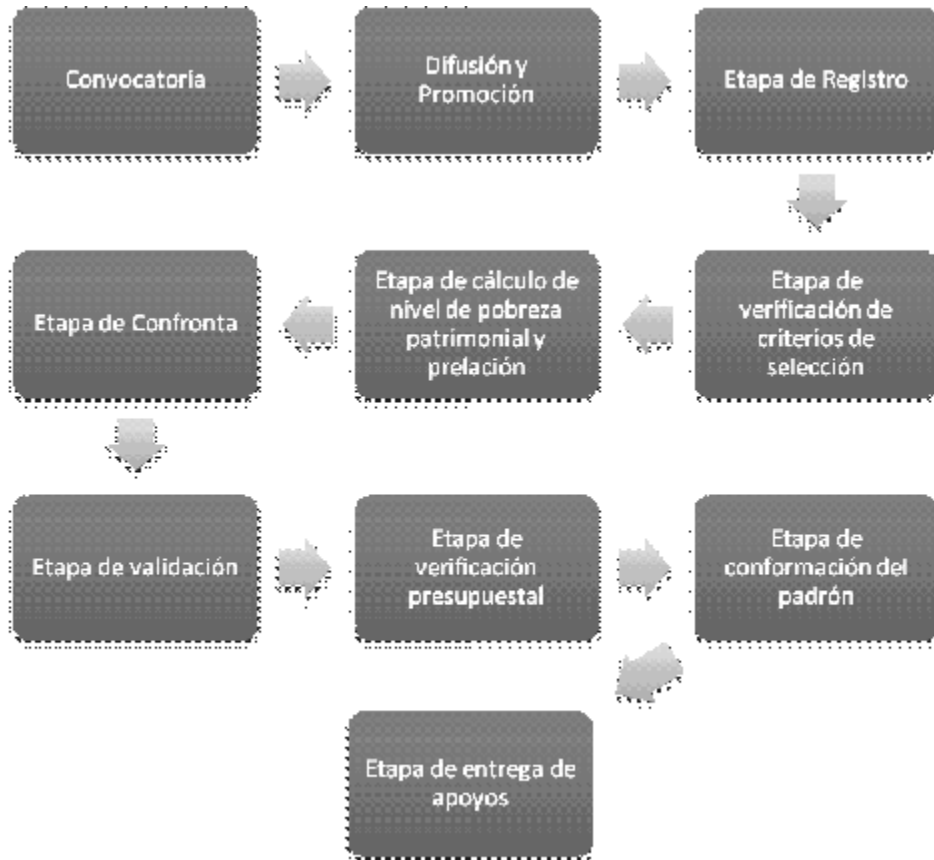 Convocatoria
Difusión y
Promoción
Etapa de Registro
Etapa de
verificación de
criterios de
selección
Etapa de cálculo de
nivel de pobreza
patrimonial y
prelación
Etapa de Confronta
Etapa de validación
Etapa de
verificación
presupuestal
Etapa de
conformación del
padrón
Etapa de entrega de
apoyos